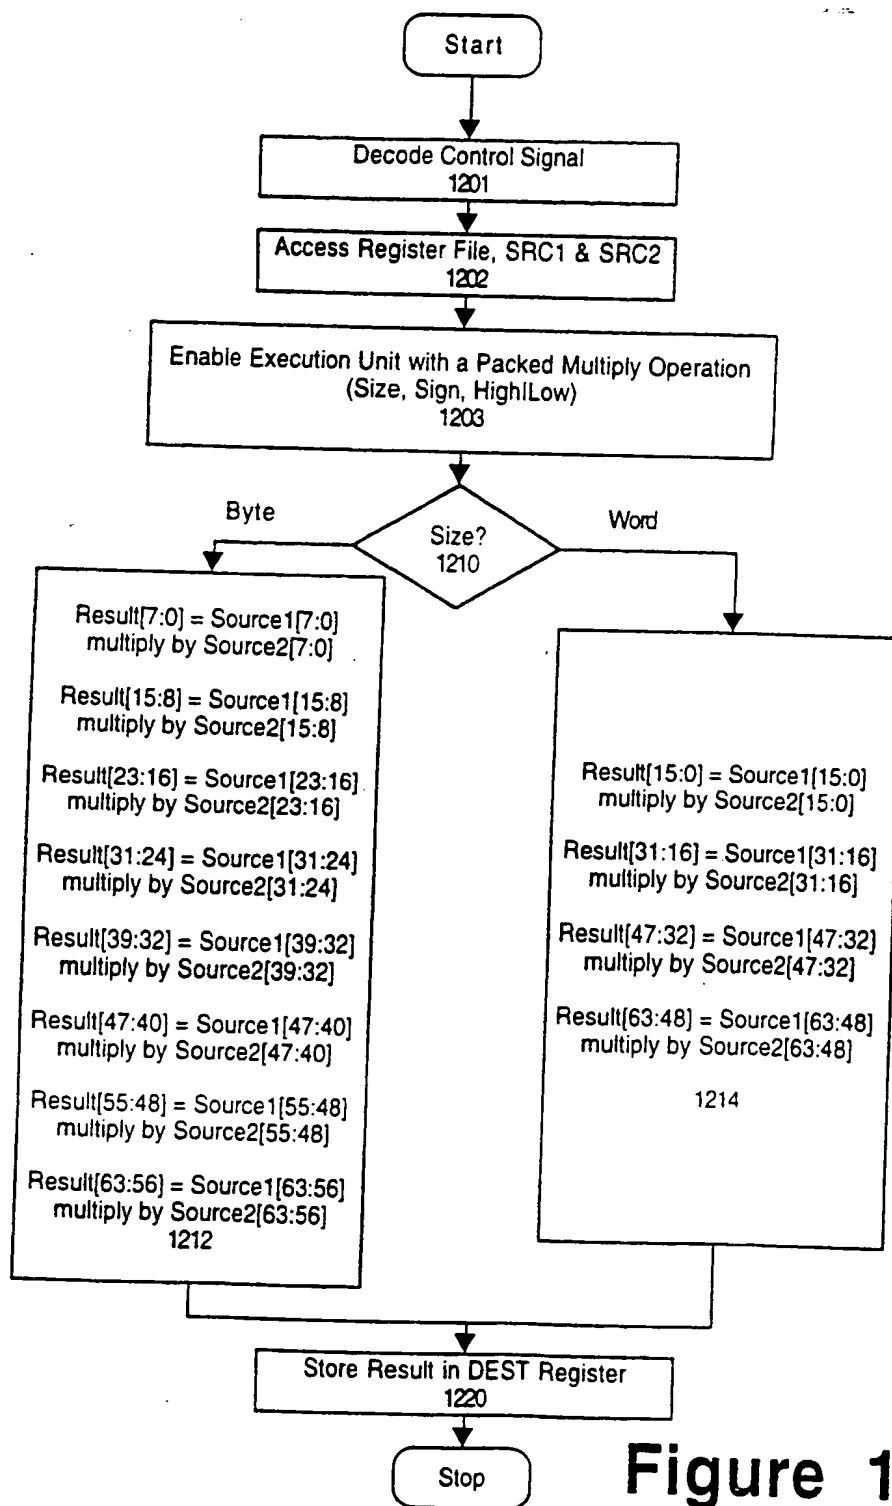 Start
Decode Control Signal
1201
Access Register File, SRC1 & SRC2
1202
Enable Execution Unit with a Packed Multiply Operation
(Size, Sign, High|Low)
1203
Byte
Size?
1210
Word
Result[7:0] = Source1[7:0]
multiply by Source2[7:0]
Result[15:8] = Source1[15:8]
multiply by Source2[15:8]
Result[23:16] = Source1[23:16]
multiply by Source2[23:16]
Result[31:24] = Source1[31:24]
multiply by Source2[31:24]
Result[39:32] = Source1[39:32]
multiply by Source2[39:32]
Result[47:40] = Source1[47:40]
multiply by Source2[47:40]
Result[55:48] = Source1[55:48]
multiply by Source2[55:48]
Result[63:56] = Source1[63:56]
multiply by Source2[63:56]
1212
Result[15:0] = Source1[15:0]
multiply by Source2[15:0]
Result[31:16] = Source1[31:16]
multiply by Source2[31:16]
Result[47:32] = Source1[47:32]
multiply by Source2[47:32]
Result[63:48] = Source1[63:48]
multiply by Source2[63:48]
1214
Store Result in DEST Register
1220
Stop
Figure 1